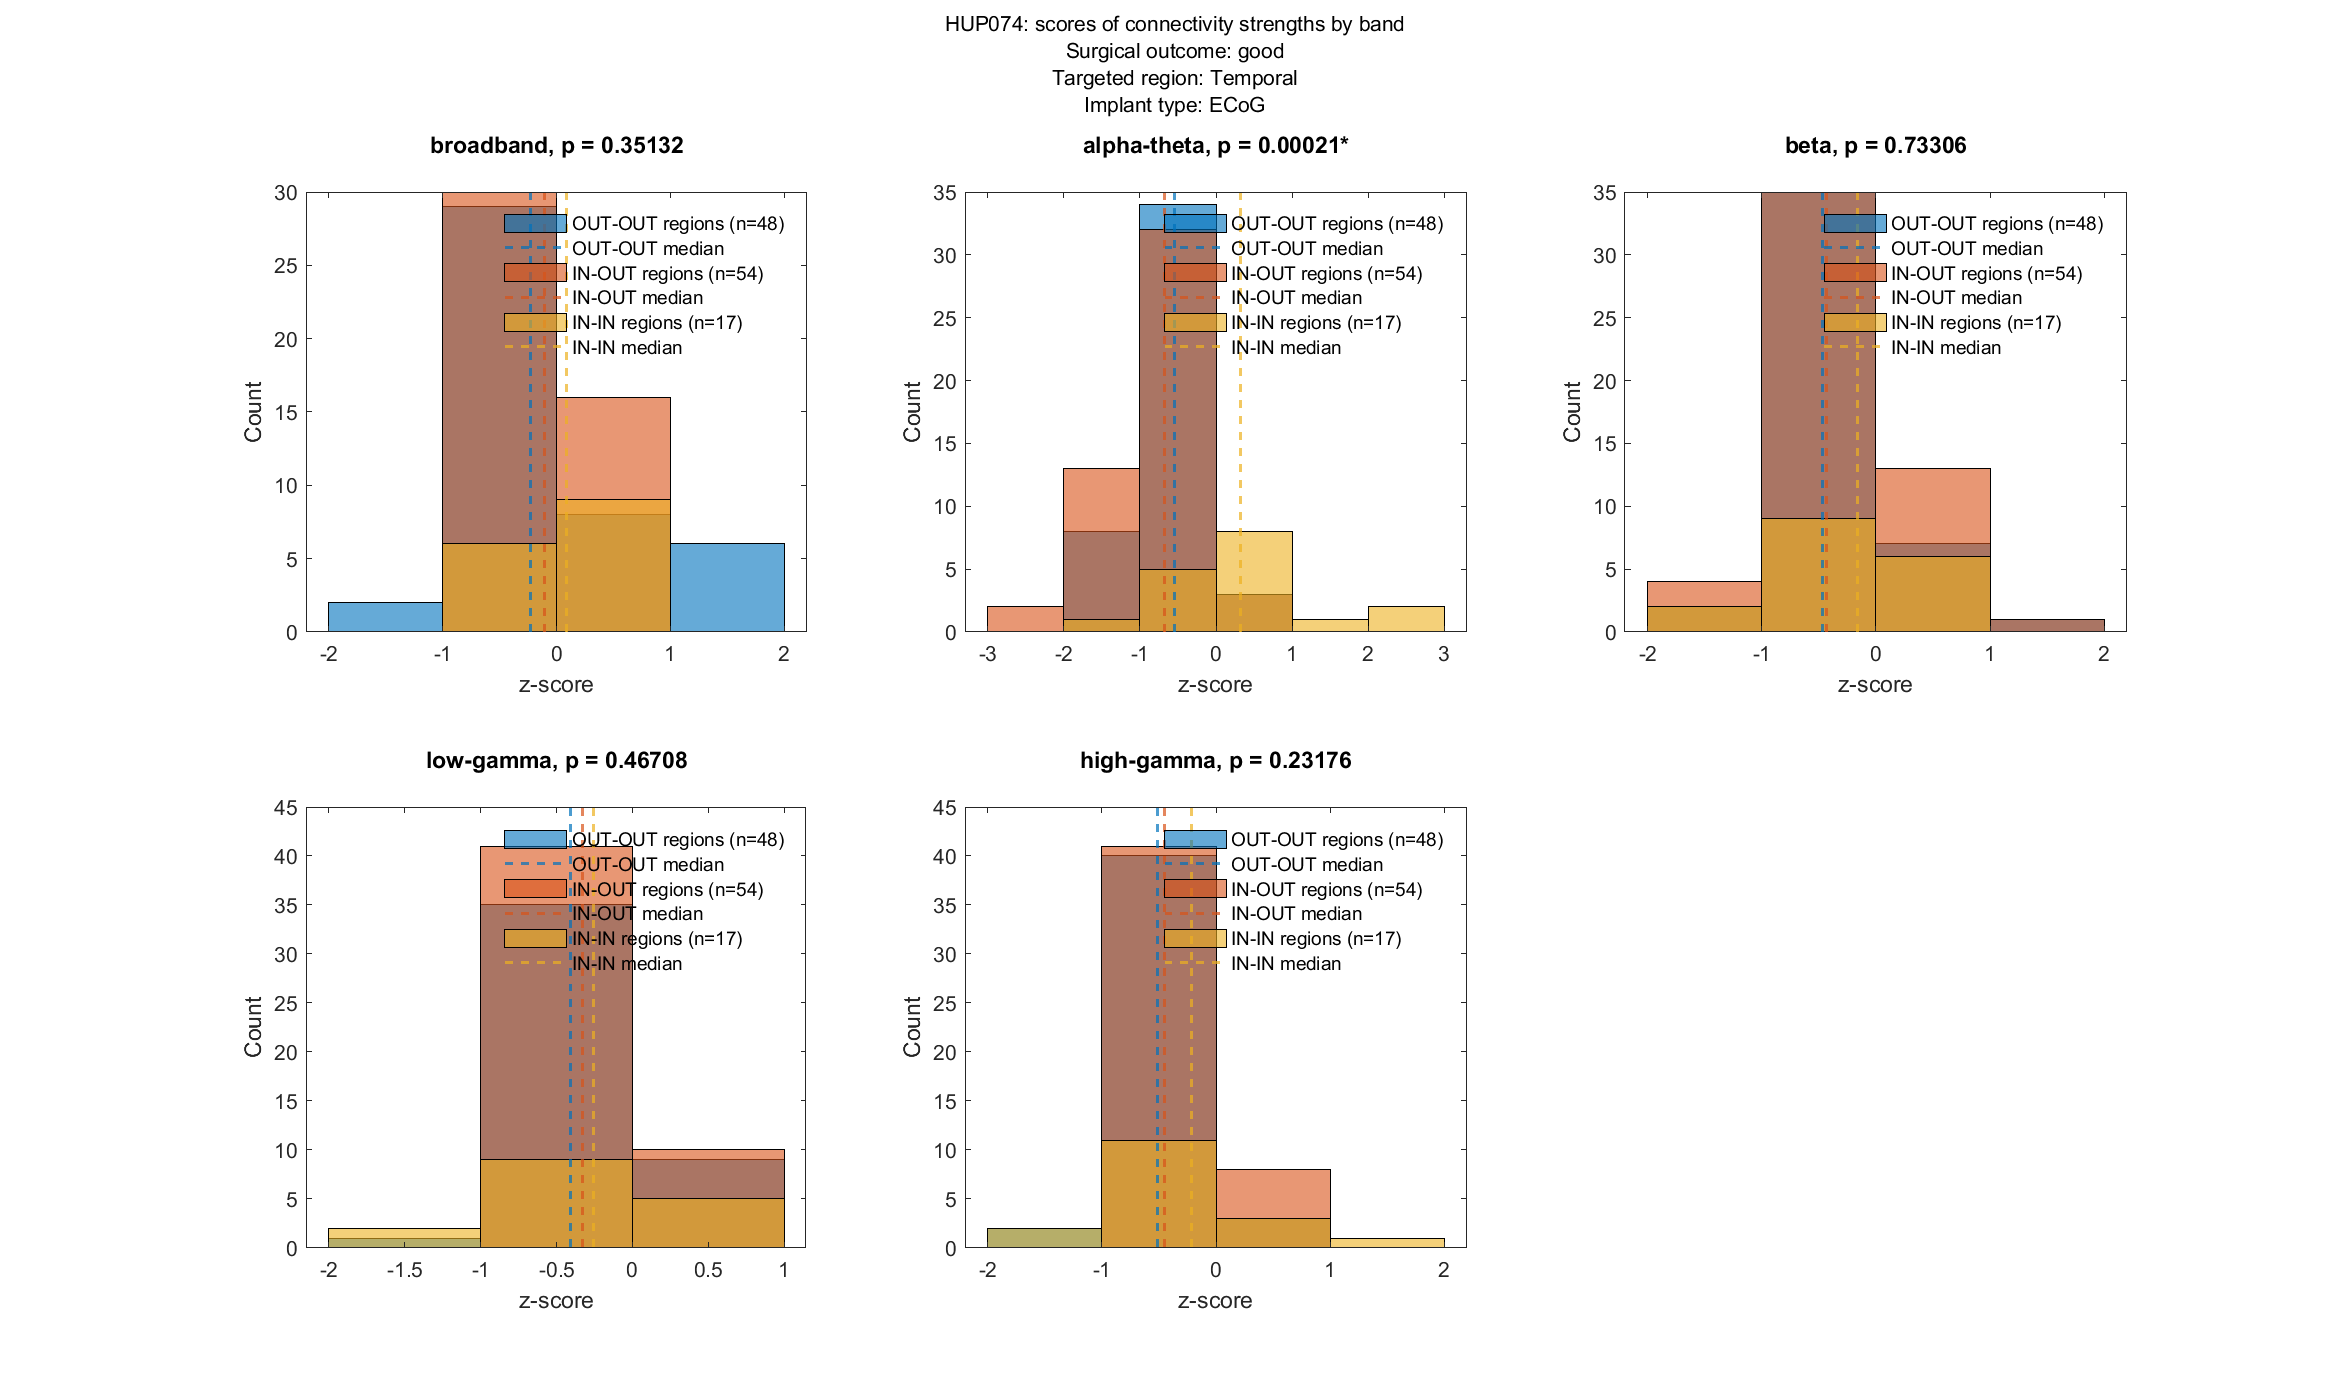 HUP074: scores of connectivity strengths by band
Surgical outcome: good
Targeted region: Temporal
Implant type: ECoG
broadband, p = 0.35132
30
25
20
15
10
5
0
Count
-2 -1 0 1 2
z-score
OUT-OUT regions (n=48)
OUT-OUT median
IN-OUT regions (n=54)
IN-OUT median
IN-IN regions (n=17)
IN-IN median
alpha-theta, p = 0.00021*
35
30
25
20
15
10
5
0
Count
-3 -2 -1 0 1 2 3
z-score
OUT-OUT regions (n=48)
OUT-OUT median
IN-OUT regions (n=54)
IN-OUT median
IN-IN regions (n=17)
IN-IN median
beta, p = 0.73306
35
30
25
20
15
10
5
0
Count
-2 -1 0 1 2
z-score
OUT-OUT regions (n=48)
OUT-OUT median
IN-OUT regions (n=54)
IN-OUT median
IN-IN regions (n=17)
IN-IN median
low-gamma, p = 0.46708
45
40
35
30
25
20
15
10
5
0
Count
-2 -1.5 -1 -0.5 0 0.5 1
z-score
OUT-OUT regions (n=48)
OUT-OUT median
IN-OUT regions (n=54)
IN-OUT median
IN-IN regions (n=17)
IN-IN median
high-gamma, p = 0.23176
45
40
35
30
25
20
15
10
5
0
Count
-2 -1 0 1 2
z-score
OUT-OUT regions (n=48)
OUT-OUT median
IN-OUT regions (n=54)
IN-OUT median
IN-IN regions (n=17)
IN-IN median